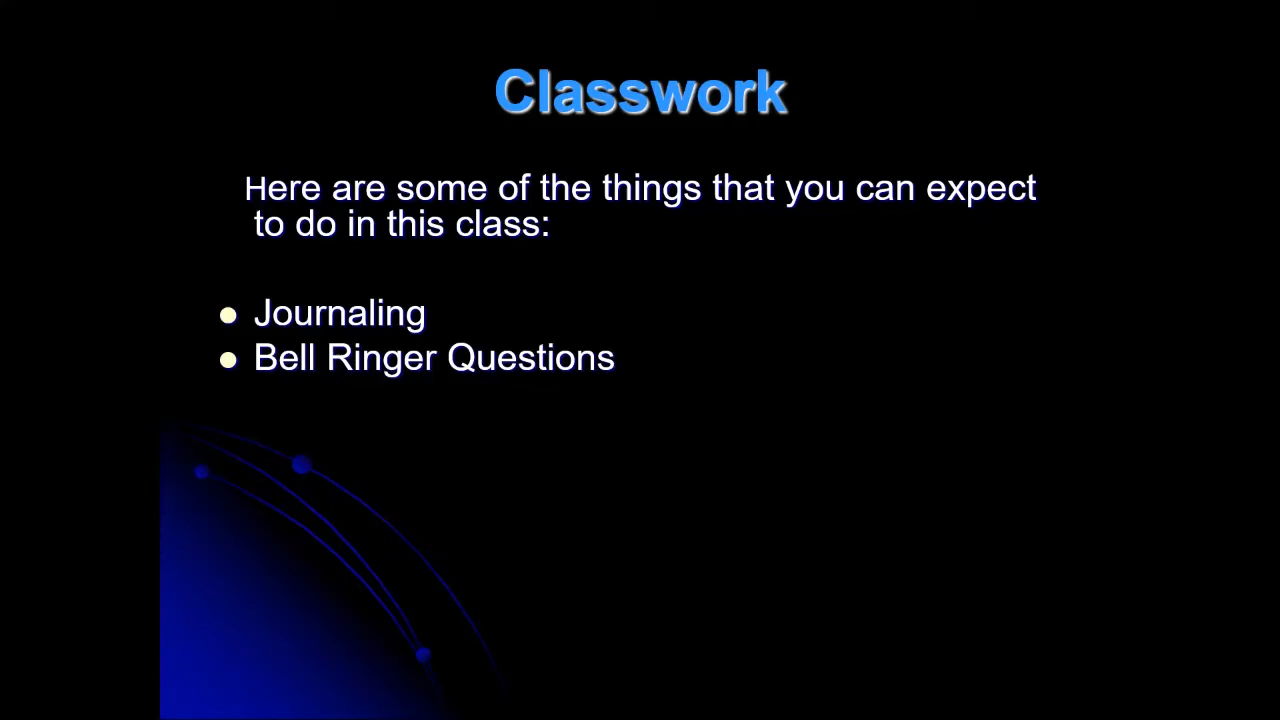 Classwork
Here are some of the things that you can expect
to do in this class:
Journaling
Bell Ringer Questions